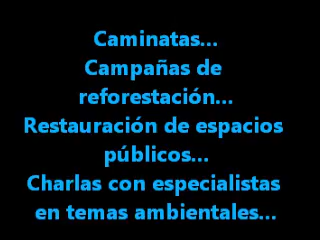 Caminatas...
Campañas de
reforestación...
Restauración de espacios
públicos...
Charlas con especialistas
en temas ambientales...